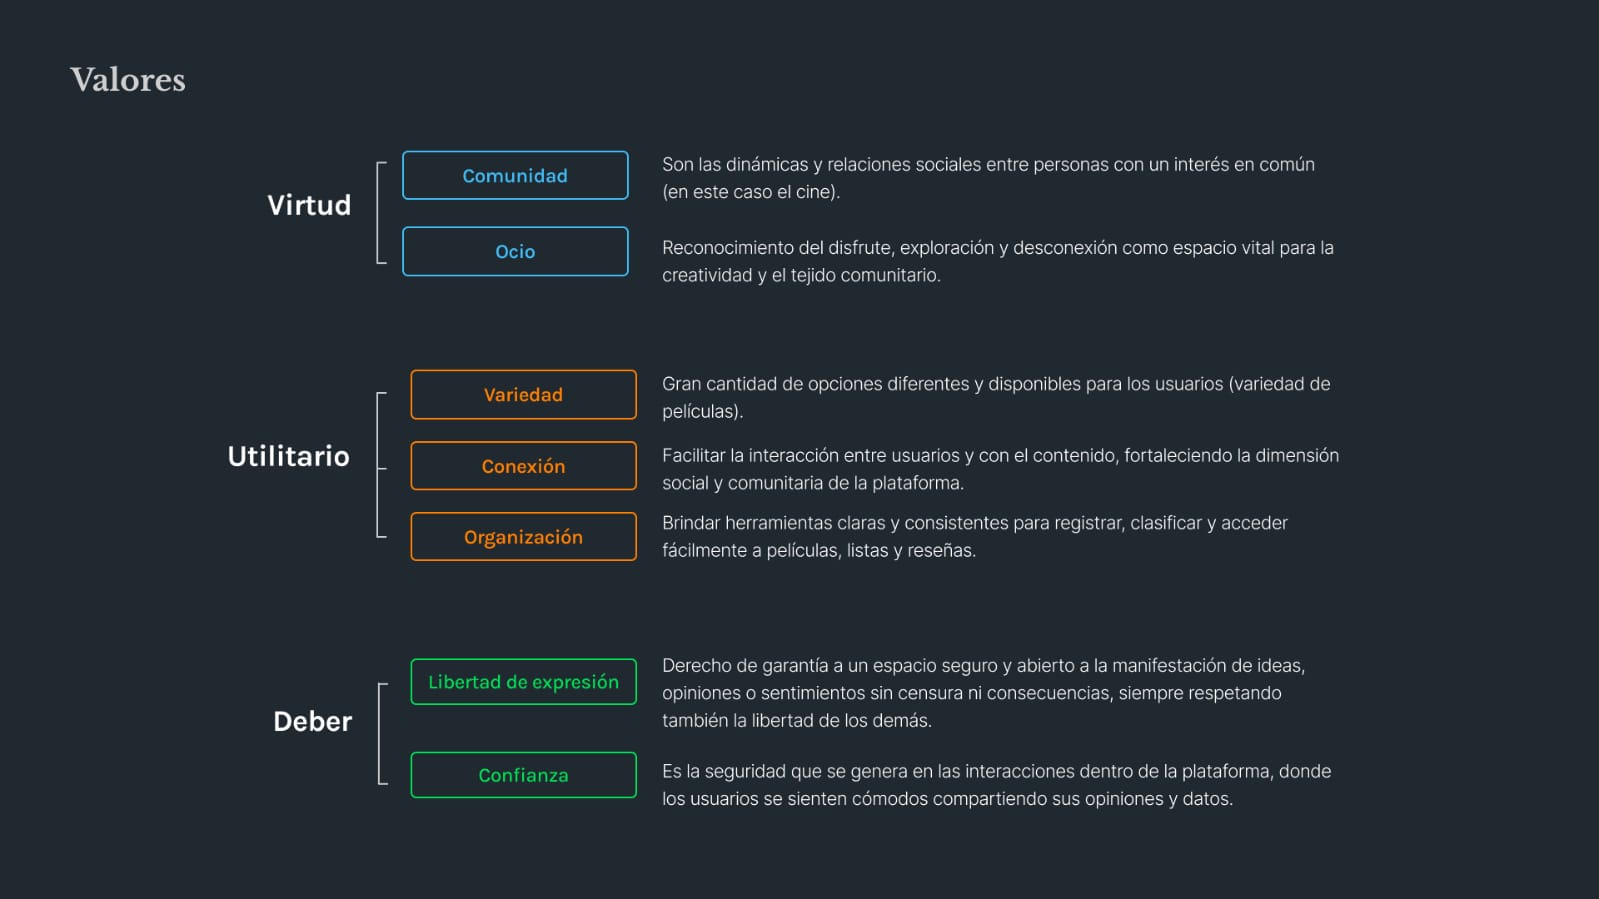 Valores
Virtud
Comunidad
Son las dinámicas y relaciones sociales entre personas con un interés en común
(en este caso el cine).
Ocio
Reconocimiento del disfrute, exploración y desconexión como espacio vital para la
creatividad y el tejido comunitario.
Utilitario
Variedad
Gran cantidad de opciones diferentes y disponibles para los usuarios (variedad de
películas).
Conexión
Facilitar la interacción entre usuarios y con el contenido, fortaleciendo la dimensión
social y comunitaria de la plataforma.
Organización
Brindar herramientas claras y consistentes para registrar, clasificar y acceder
fácilmente a películas, listas y reseñas.
Deber
Libertad de expresión
Derecho de garantía a un espacio seguro y abierto a la manifestación de ideas,
opiniones o sentimientos sin censura ni consecuencias, siempre respetando
también la libertad de los demás.
Confianza
Es la seguridad que se genera en las interacciones dentro de la plataforma, donde
los usuarios se sienten cómodos compartiendo sus opiniones y datos.